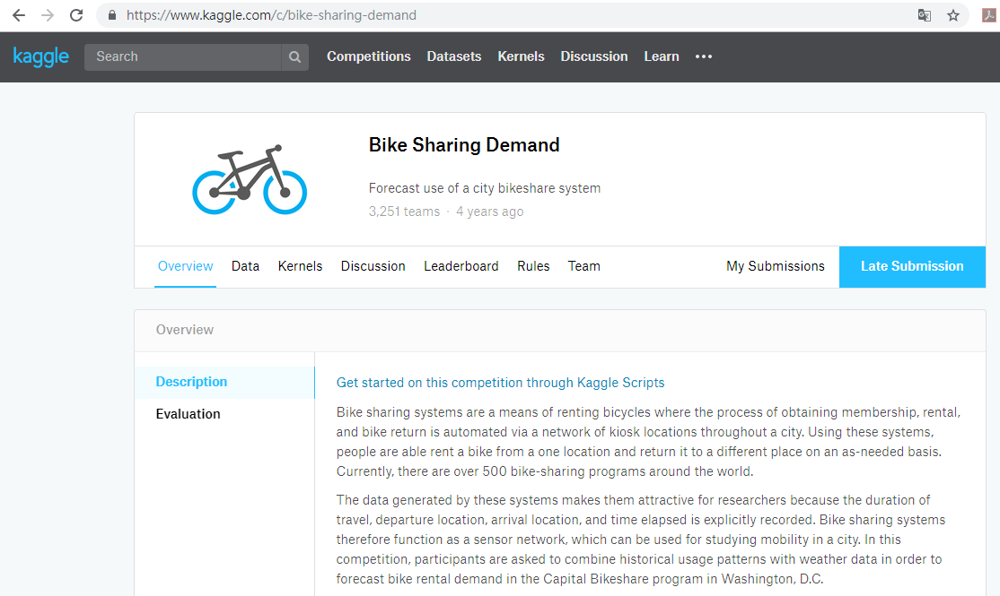 https://www.kaggle.com/c/bike-sharing-demand
kaggle
Search
Competitions Datasets Kernels Discussion Learn •••
Bike Sharing Demand
Forecast use of a city bikeshare system
3,251 teams · 4 years ago
Overview Data Kernels Discussion Leaderboard Rules Team My Submissions Late Submission
Overview
Description
Evaluation
Get started on this competition through Kaggle Scripts
Bike sharing systems are a means of renting bicycles where the process of obtaining membership, rental,
and bike return is automated via a network of kiosk locations throughout a city. Using these systems,
people are able rent a bike from a one location and return it to a different place on an as-needed basis.
Currently, there are over 500 bike-sharing programs around the world.
The data generated by these systems makes them attractive for researchers because the duration of
travel, departure location, arrival location, and time elapsed is explicitly recorded. Bike sharing systems
therefore function as a sensor network, which can be used for studying mobility in a city. In this
competition, participants are asked to combine historical usage patterns with weather data in order to
forecast bike rental demand in the Capital Bikeshare program in Washington, D.C.